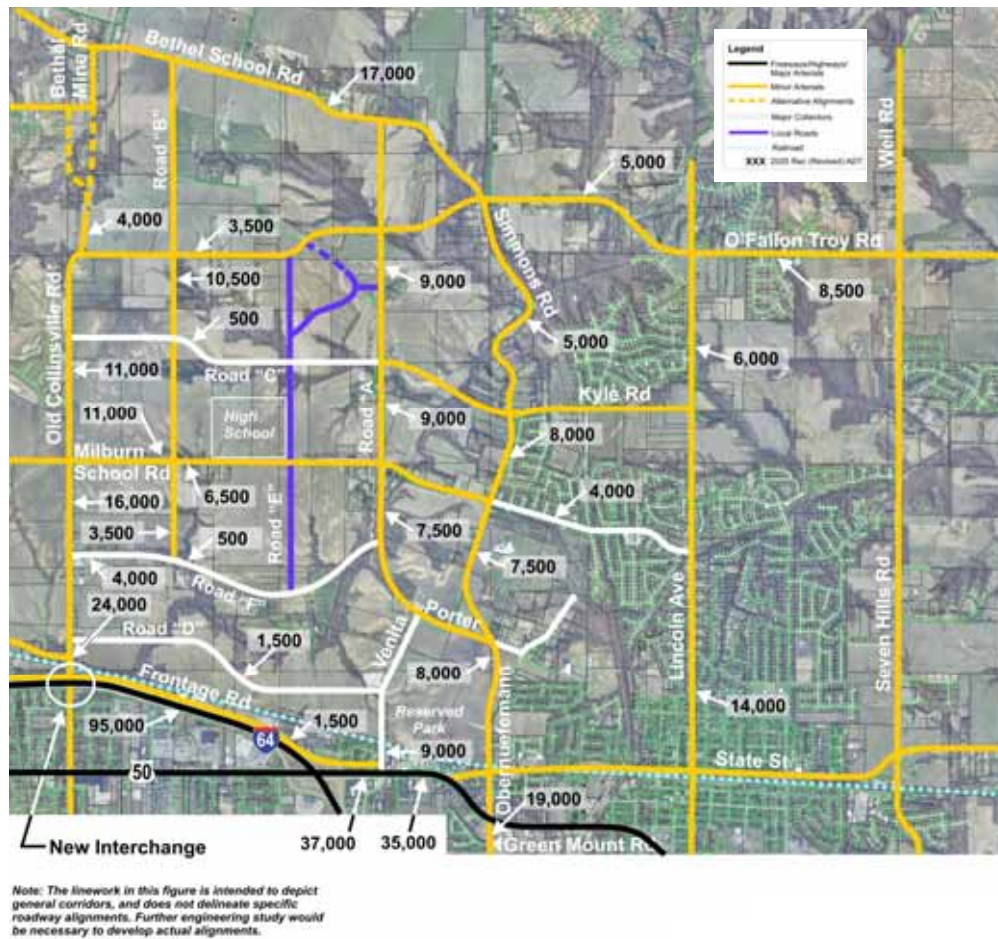 Bethel
Mine Rd
Bethel School Rd
17,000
Legend
Freeways/Highways/
Major Arterials
Minor Arterials
Alternative Alignments
Major Collectors
Local Roads
Railroad
XXX
Well Rd
Road "B"
5,000
4,000
3,500
Simmons Rd
O'Fallon Troy Rd
10,500
9,000
8,500
Old Collinsville Rd
500
5,000
6,000
11,000
Road "C"
Road "A"
Kyle Rd
11,000
High
School
9,000
8,000
Milburn
School Rd
6,500
16,000
Road "E"
4,000
3,500
500
7,500
7,500
4,000
Road "F"
24,000
Porter
Lincoln Ave
Road "D"
1,500
Venita
8,000
Seven Hills Rd
Frontage Rd
14,000
Reserved
Park
95,000
64
1,500
9,000
State St
50
Obernuefemann
19,000
New Interchange
37,000
35,000
Green Mount Rd
Note: The linework in this figure is intended to depict
general corridors, and does not delineate specific
roadway alignments. Further engineering study would
be necessary to develop actual alignments.